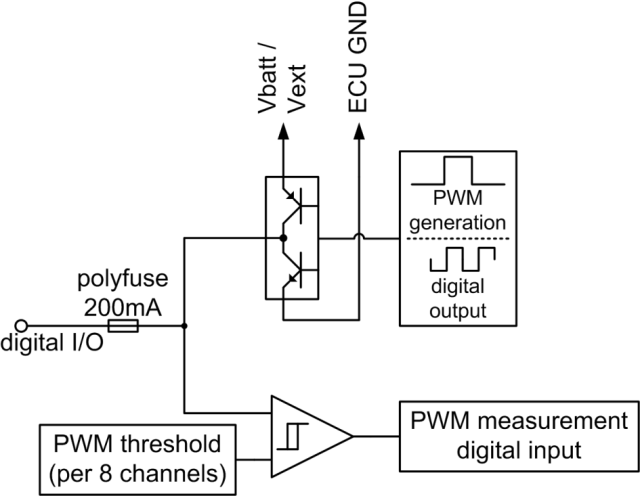 Vbatt /
Vext
ECU GND
PWM
generation
digital
output
polyfuse
200mA
digital I/O
PWM threshold
(per 8 channels)
PWM measurement
digital input